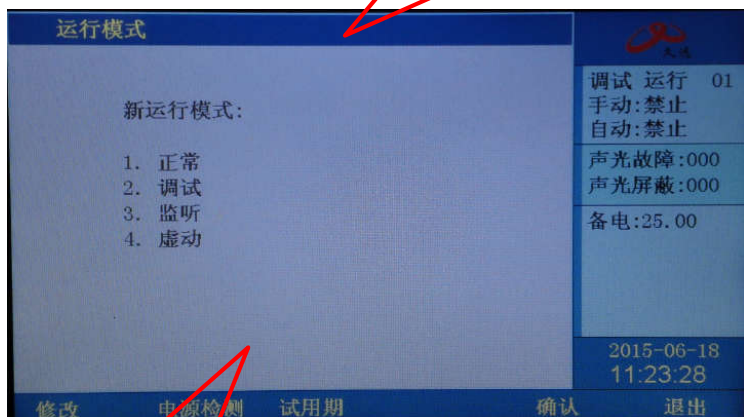 运行模式
新运行模式:
1. 正常
2. 调试
3. 监听
4. 虚动
调试 运行 01
手动:禁止
自动:禁止
声光故障:000
声光屏蔽:000
备电:25.00
2015-06-18
11:23:28
修改 电源检测 试用期 确认 退出